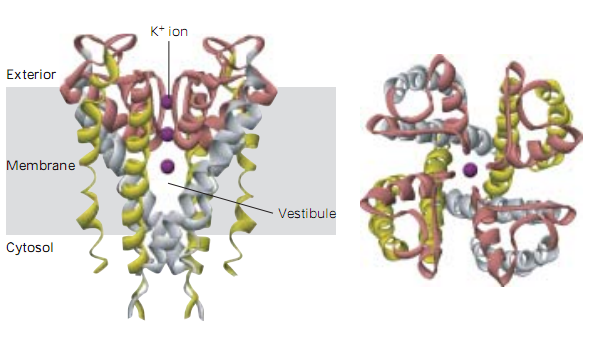 K+ ion
Exterior
Membrane
Vestibule
Cytosol